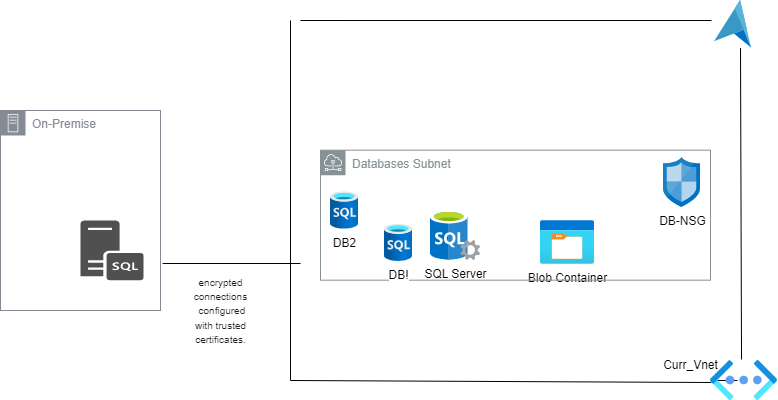 On-Premise
SQL
encrypted
connections
configured
with trusted
certificates.
Databases Subnet
SQL
DB2
SQL
DB!
SQL
SQL Server
Blob Container
DB-NSG
Curr_Vnet